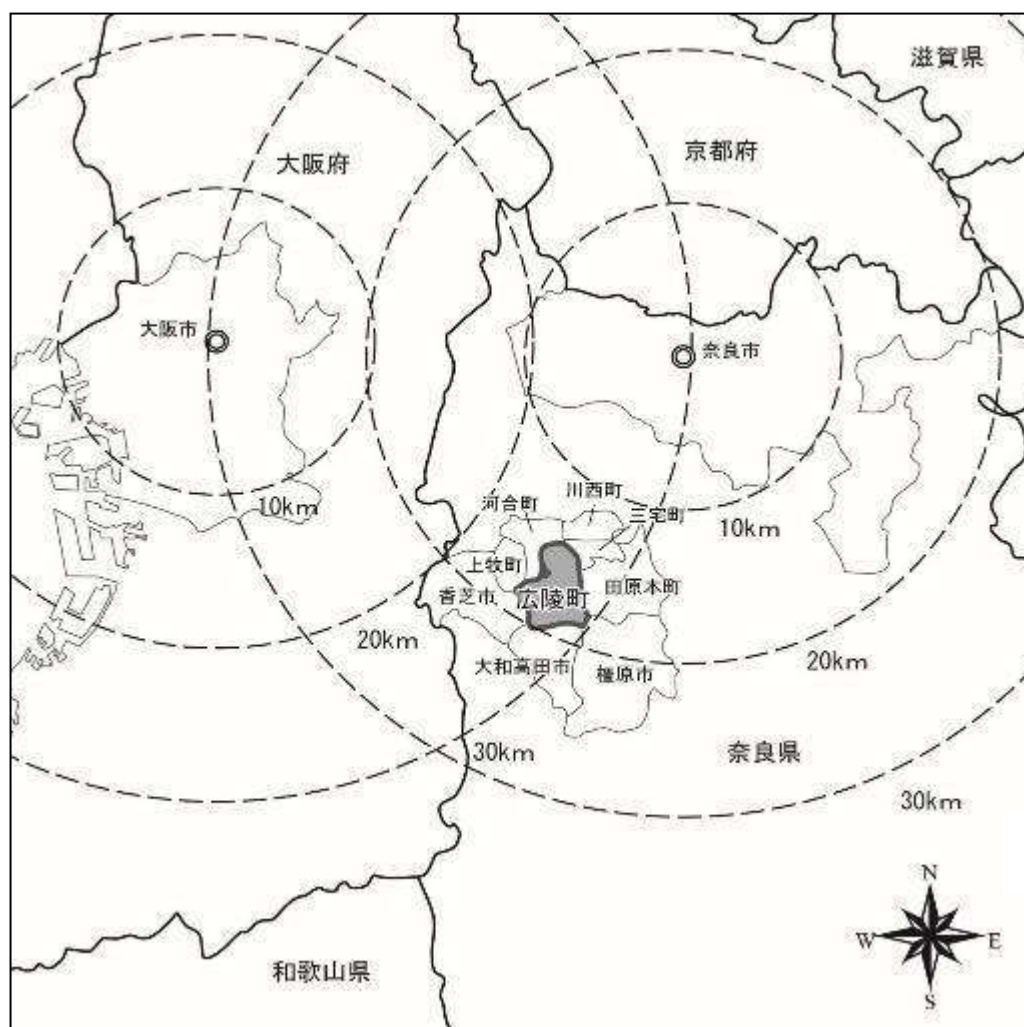 滋賀県
京都府
大阪府
大阪市
奈良市
川西町
河合町
10km
三宅町
10km
上牧町
田原本町
香芝市
広陵町
20km
20km
大和高田市
橿原市
30km
奈良県
30km
N
W
E
S
和歌山県